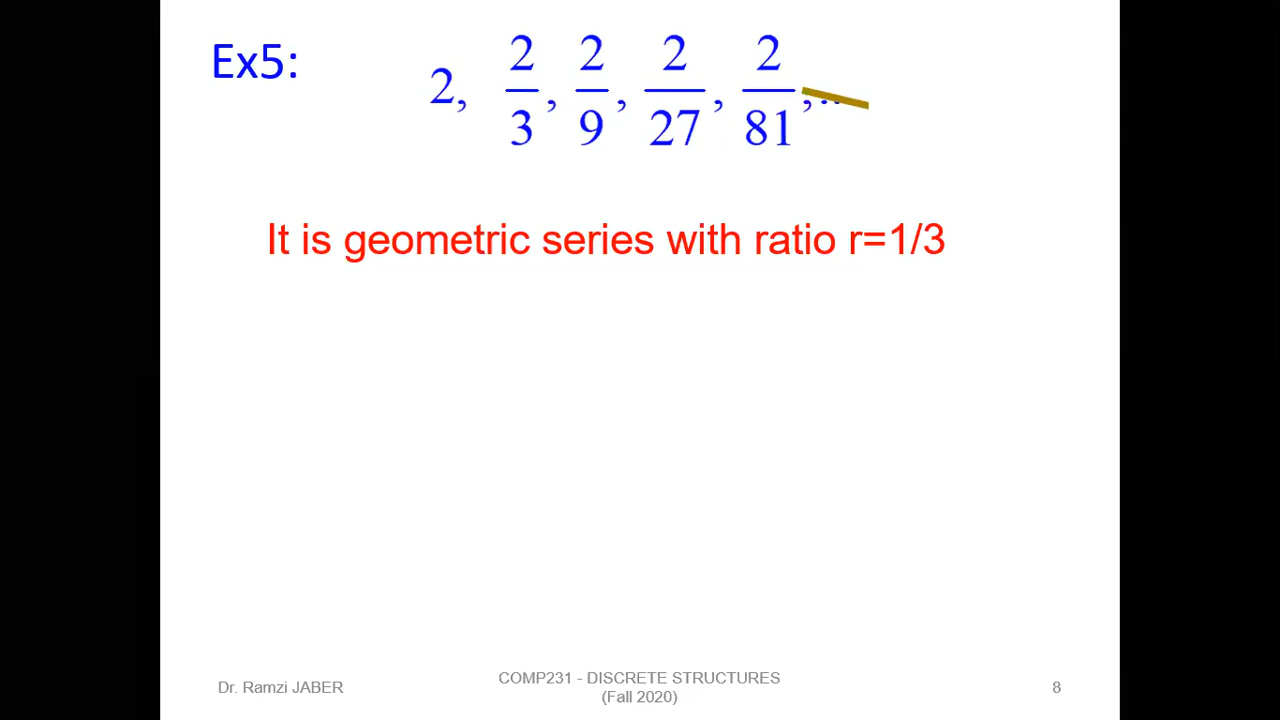 Ex5:
2, 2/3, 2/9, 2/27, 2/81,...
It is geometric series with ratio r=1/3
Dr. Ramzi JABER
COMP231 - DISCRETE STRUCTURES
(Fall 2020)
8